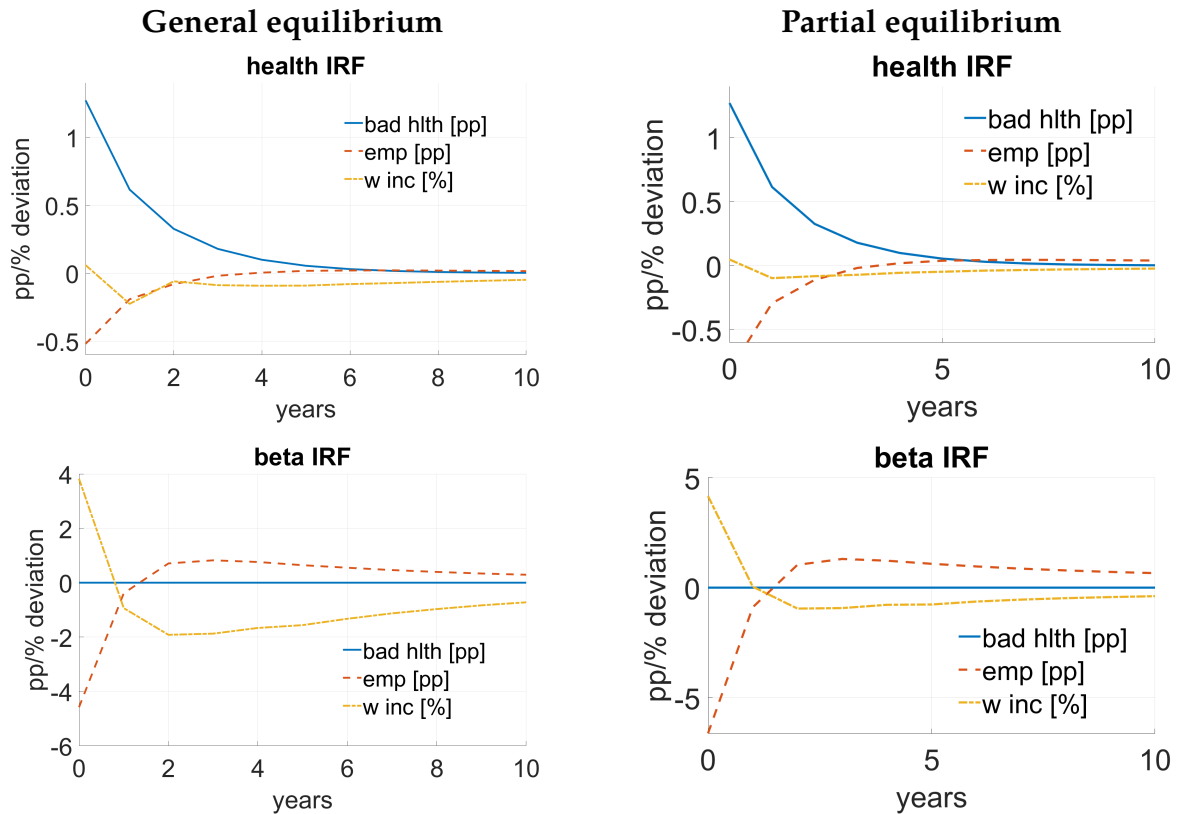 General equilibrium
Partial equilibrium
health IRF
pp/% deviation
1
0.5
0
-0.5
0 2 4 6 8 10
years
bad hlth [pp]
emp [pp]
w inc [%]
health IRF
pp/% deviation
1
0.5
0
-0.5
0 5 10
years
bad hlth [pp]
emp [pp]
w inc [%]
beta IRF
pp/% deviation
4
2
0
-2
-4
-6
0 2 4 6 8 10
years
bad hlth [pp]
emp [pp]
w inc [%]
beta IRF
pp/% deviation
5
0
-5
0 5 10
years
bad hlth [pp]
emp [pp]
w inc [%]